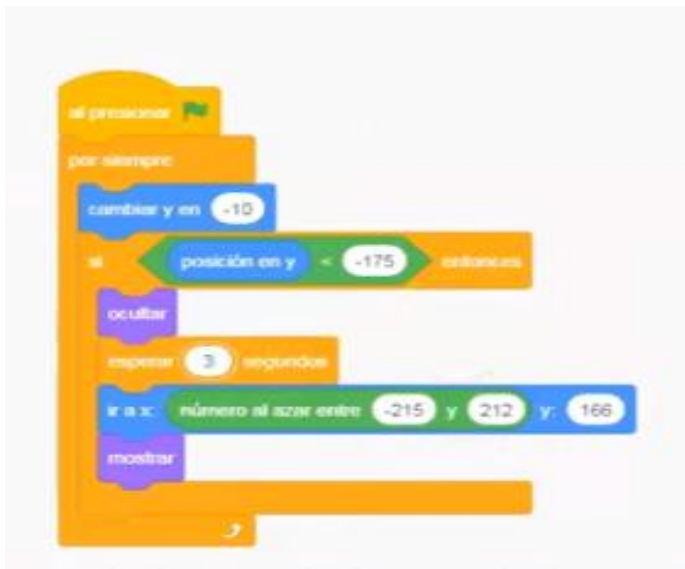 al presionar
por siempre
cambiar y en -10
si posición en y < -175 entonces
ocultar
esperar 3 segundos
ir a x: número al azar entre -215 y 212 y: 166
mostrar